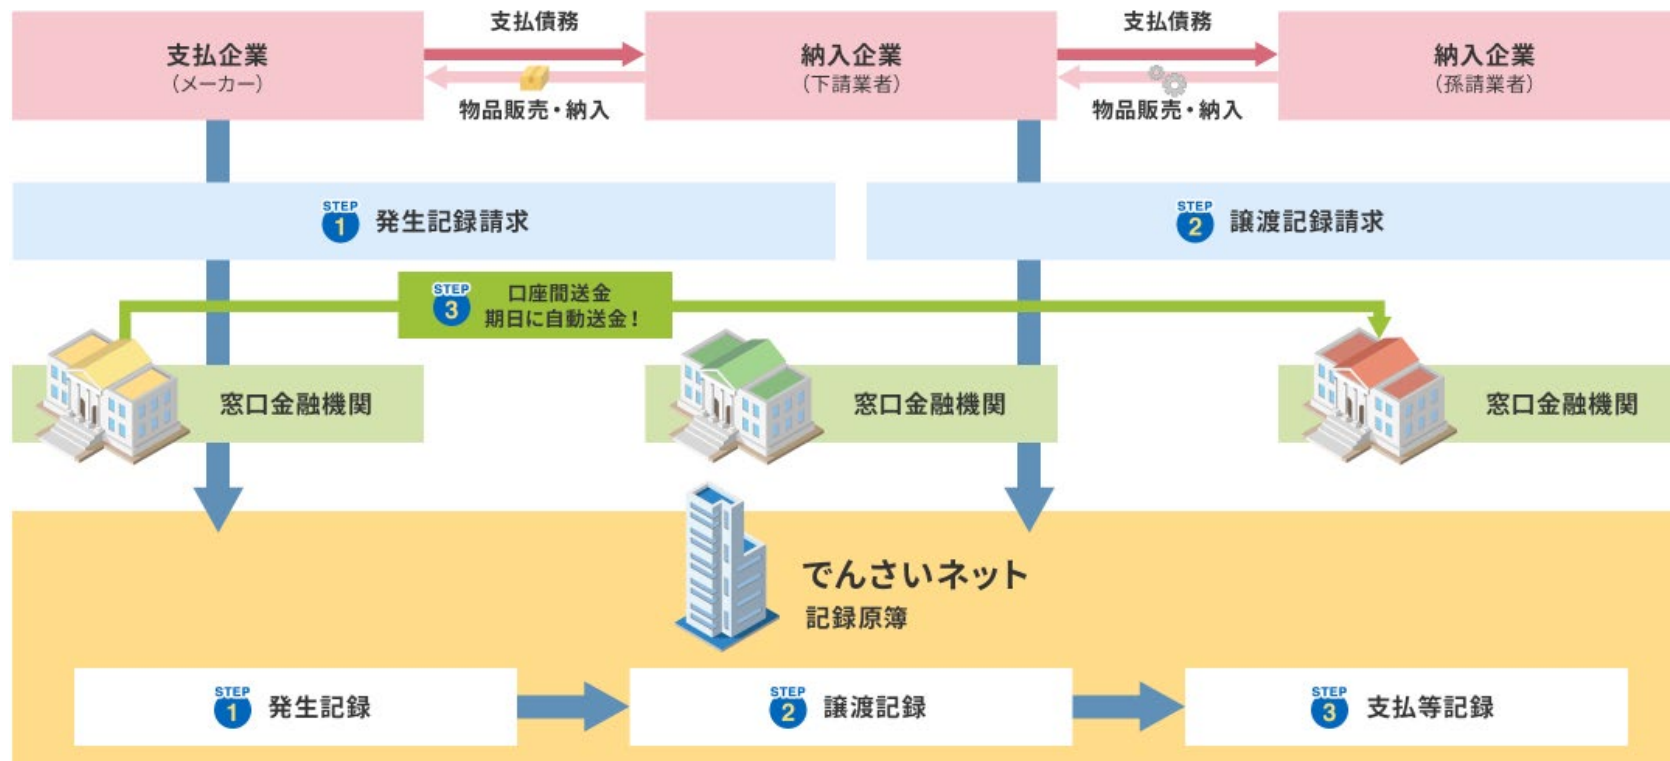 支払債務
支払債務
支払企業
(メーカー)
納入企業
(下請業者)
納入企業
(孫請業者)
物品販売・納入
物品販売・納入
STEP
1
発生記録請求
STEP
2
譲渡記録請求
STEP
3
口座間送金
期日に自動送金！
窓口金融機関
窓口金融機関
窓口金融機関
でんさいネット
記録原簿
STEP
1
発生記録
STEP
2
譲渡記録
STEP
3
支払等記録